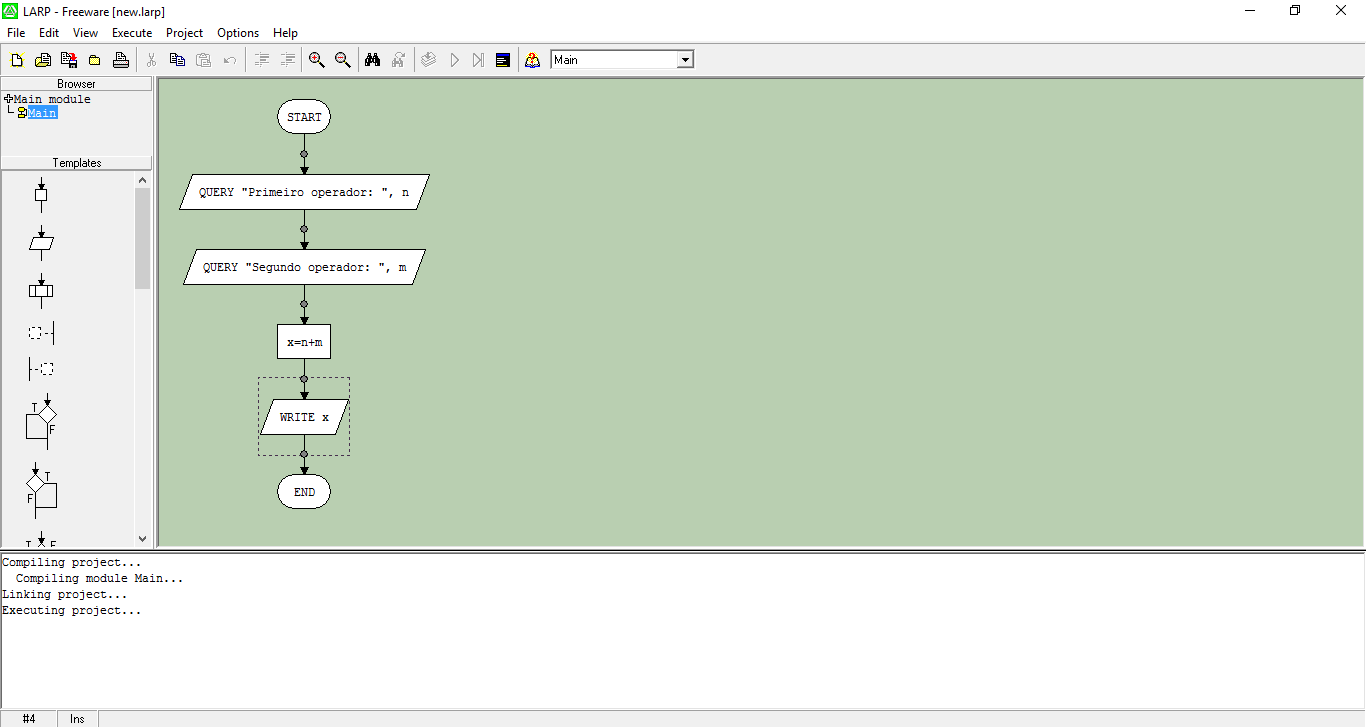 LARP - Freeware [new.larp]
File Edit View Execute Project Options Help
Main
Browser
Main module
Main
Templates
T
F
T
F
T F
START
QUERY "Primeiro operador: ", n
QUERY "Segundo operador: ", m
x=n+m
WRITE x
END
Compiling project...
Compiling module Main...
Linking project...
Executing project...
#4 Ins